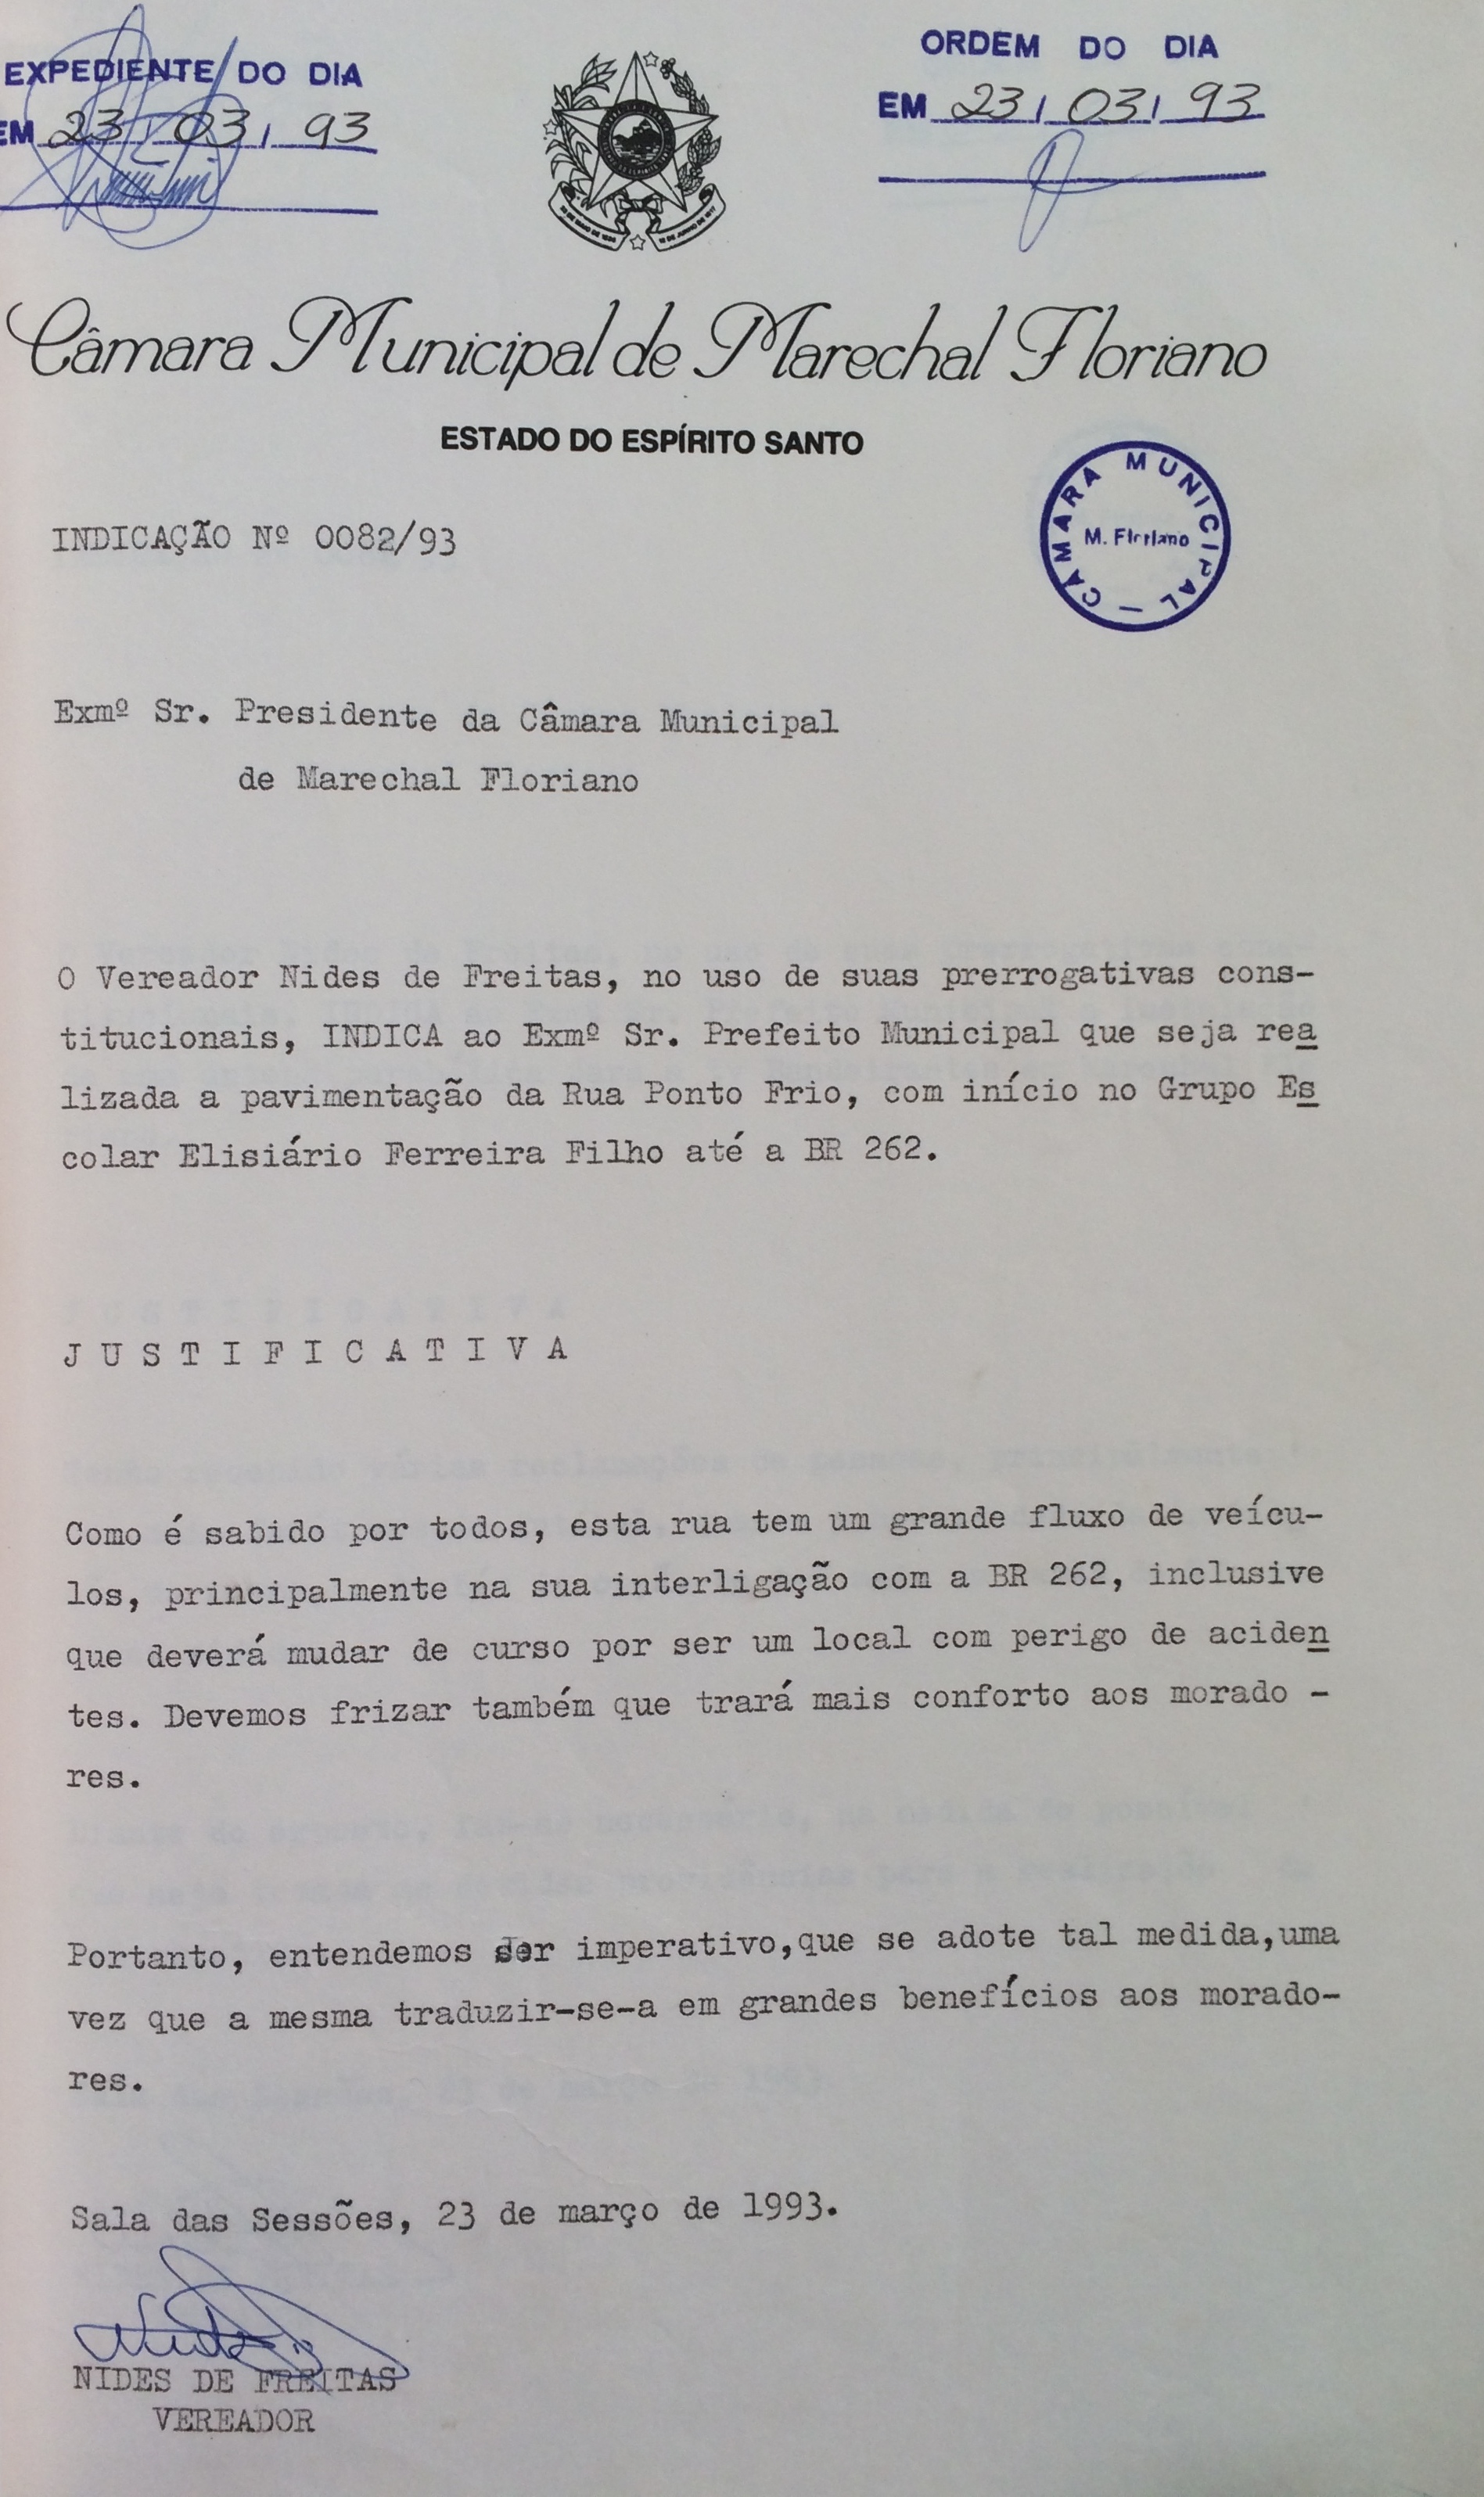 EXPEDIENTE DO DIA
EM 23 / 03 / 93
ORDEM DO DIA
EM 23 / 03 / 93
Câmara Municipal de Marechal Floriano
ESTADO DO ESPÍRITO SANTO
CÂMARA MUNICIPAL —
M. Floriano
INDICAÇÃO Nº 0082/93
Exmº Sr. Presidente da Câmara Municipal
de Marechal Floriano
O Vereador Nides de Freitas, no uso de suas prerrogativas cons-
titucionais, INDICA ao Exmº Sr. Prefeito Municipal que seja rea
lizada a pavimentação da Rua Ponto Frio, com início no Grupo Es
colar Elisiário Ferreira Filho até a BR 262.
J U S T I F I C A T I V A
Como é sabido por todos, esta rua tem um grande fluxo de veícu-
los, principalmente na sua interligação com a BR 262, inclusive
que deverá mudar de curso por ser um local com perigo de aciden
tes. Devemos frizar também que trará mais conforto aos morado -
res.
Portanto, entendemos ser imperativo,que se adote tal medida,uma
vez que a mesma traduzir-se-a em grandes benefícios aos morado-
res.
Sala das Sessões, 23 de março de 1993.
NIDES DE FREITAS
VEREADOR